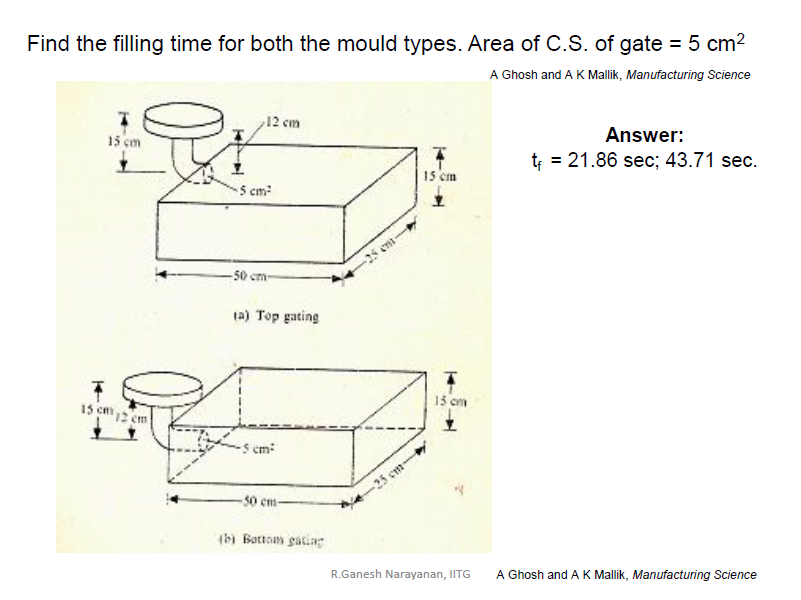 Find the filling time for both the mould types. Area of C.S. of gate = 5 cm²
A Ghosh and A K Mallik, Manufacturing Science
Answer:
t_f = 21.86 sec; 43.71 sec.
12 cm
15 cm
15 cm
5 cm²
25 cm
50 cm
(a) Top gating
15 cm
12 cm
15 cm
5 cm²
25 cm
50 cm
(b) Bottom gating
R.Ganesh Narayanan, IITG
A Ghosh and A K Mallik, Manufacturing Science